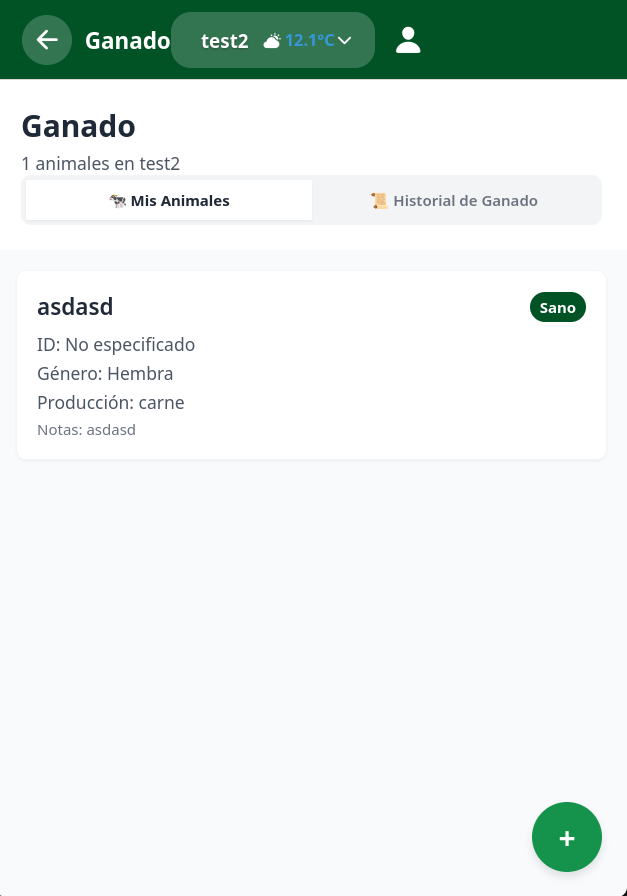 Ganado test2 12.1°C
Ganado
1 animales en test2
Mis Animales Historial de Ganado
asdasd Sano
ID: No especificado
Género: Hembra
Producción: carne
Notas: asdasd
+